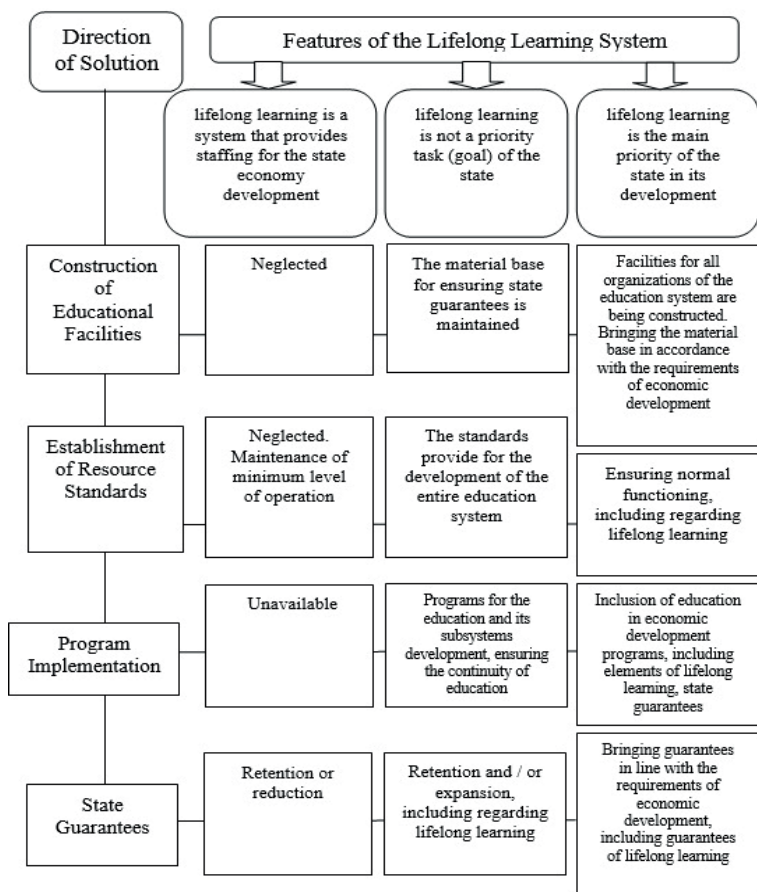 Direction
of Solution
Features of the Lifelong Learning System
lifelong learning is a
system that provides
staffing for the state
economy
development
lifelong learning
is not a priority
task (goal) of the
state
lifelong learning
is the main
priority of the
state in its
development
Construction
of
Educational
Facilities
Neglected
The material base
for ensuring state
guarantees is
maintained
Facilities for all
organizations of the
education system are
being constructed.
Bringing the material
base in accordance
with the requirements
of economic
development
Establishment
of Resource
Standards
Neglected.
Maintenance of
minimum level
of operation
The standards
provide for the
development of the
entire education
system
Ensuring normal
functioning,
including regarding
lifelong learning
Program
Implementation
Unavailable
Programs for the
education and its
subsystems
development, ensuring
the continuity of
education
Inclusion of education
in economic
development
programs, including
elements of lifelong
learning, state
guarantees
State
Guarantees
Retention or
reduction
Retention and / or
expansion,
including regarding
lifelong learning
Bringing guarantees
in line with the
requirements of
economic
development,
including guarantees
of lifelong learning